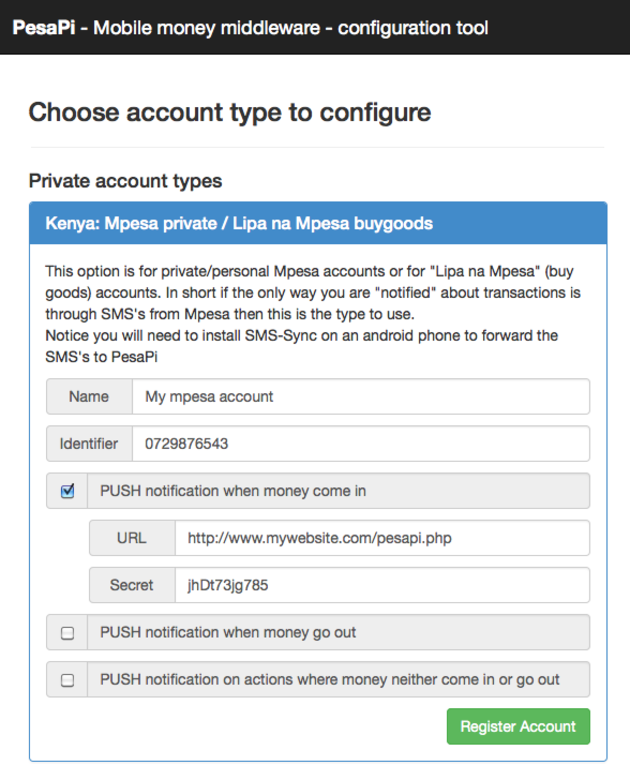 PesaPi - Mobile money middleware - configuration tool
Choose account type to configure
Private account types
Kenya: Mpesa private / Lipa na Mpesa buygoods
This option is for private/personal Mpesa accounts or for "Lipa na Mpesa" (buy
goods) accounts. In short if the only way you are "notified" about transactions is
through SMS's from Mpesa then this is the type to use.
Notice you will need to install SMS-Sync on an android phone to forward the
SMS's to PesaPi
Name My mpesa account
Identifier 0729876543
PUSH notification when money come in
URL http://www.mywebsite.com/pesapi.php
Secret jhDt73jg785
PUSH notification when money go out
PUSH notification on actions where money neither come in or go out
Register Account